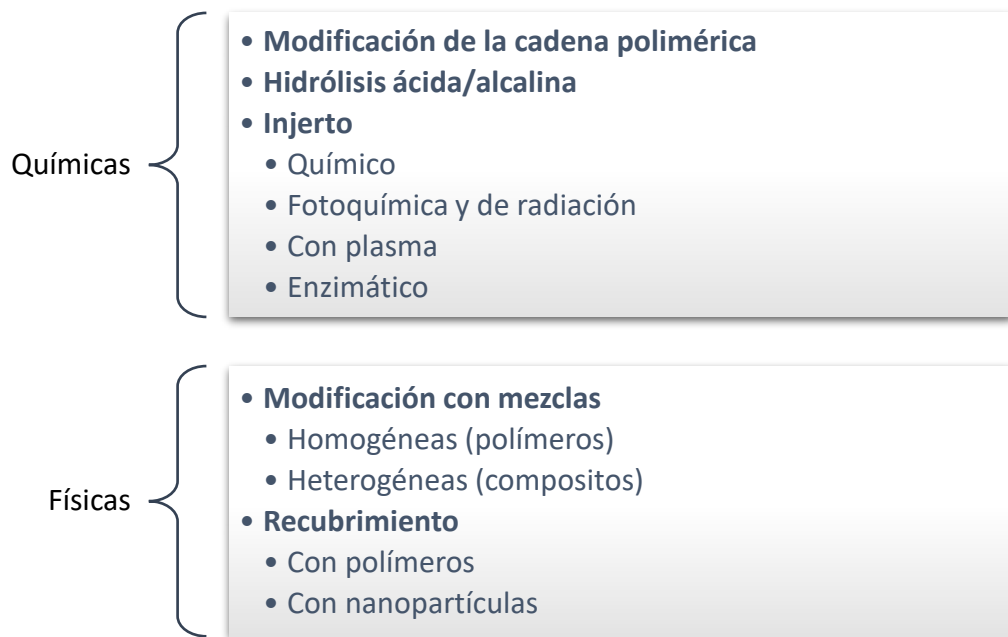 Químicas
• Modificación de la cadena polimérica
• Hidrólisis ácida/alcalina
• Injerto
• Químico
• Fotoquímica y de radiación
• Con plasma
• Enzimático
Físicas
• Modificación con mezclas
• Homogéneas (polímeros)
• Heterogéneas (compositos)
• Recubrimiento
• Con polímeros
• Con nanopartículas